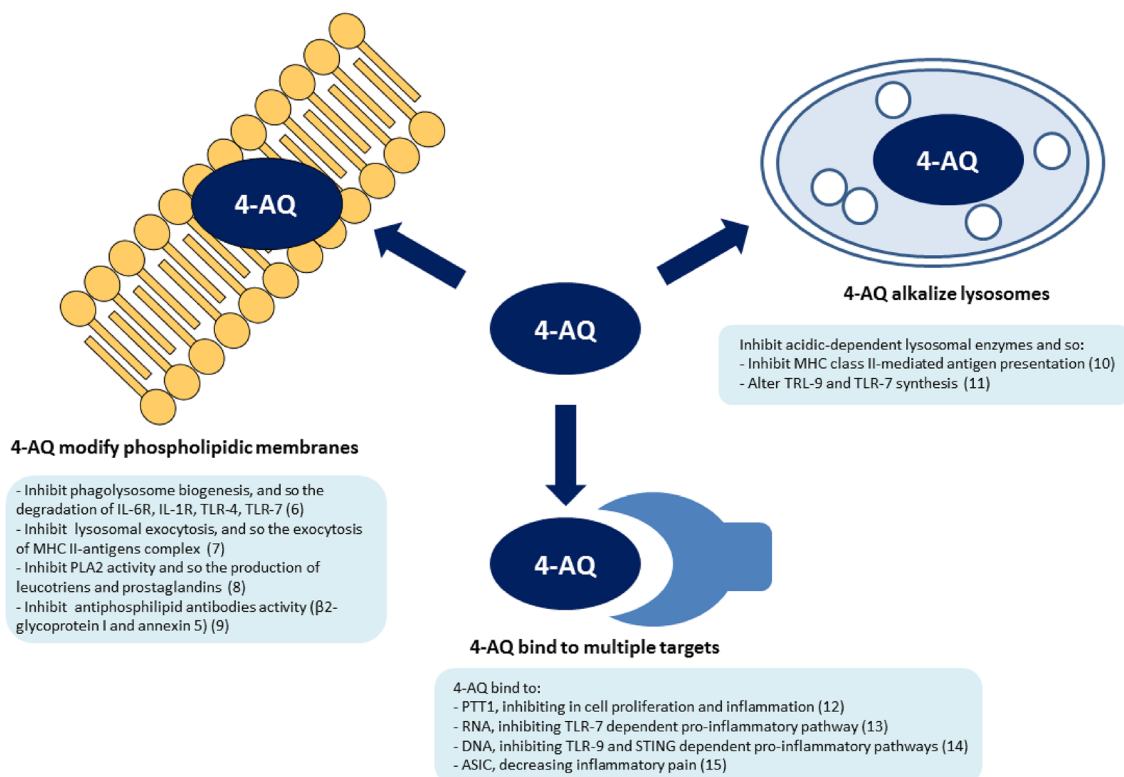 4-AQ
4-AQ
4-AQ
4-AQ alkalize lysosomes
Inhibit acidic-dependent lysosomal enzymes and so:
- Inhibit MHC class II-mediated antigen presentation (10)
- Alter TRL-9 and TLR-7 synthesis (11)
4-AQ modify phospholipidic membranes
- Inhibit phagolysosome biogenesis, and so the
degradation of IL-6R, IL-1R, TLR-4, TLR-7 (6)
- Inhibit lysosomal exocytosis, and so the exocytosis
of MHC II-antigens complex (7)
- Inhibit PLA2 activity and so the production of
leucotriens and prostaglandins (8)
- Inhibit antiphosphilipid antibodies activity (β2-
glycoprotein I and annexin 5) (9)
4-AQ
4-AQ bind to multiple targets
4-AQ bind to:
- PTT1, inhibiting in cell proliferation and inflammation (12)
- RNA, inhibiting TLR-7 dependent pro-inflammatory pathway (13)
- DNA, inhibiting TLR-9 and STING dependent pro-inflammatory pathways (14)
- ASIC, decreasing inflammatory pain (15)